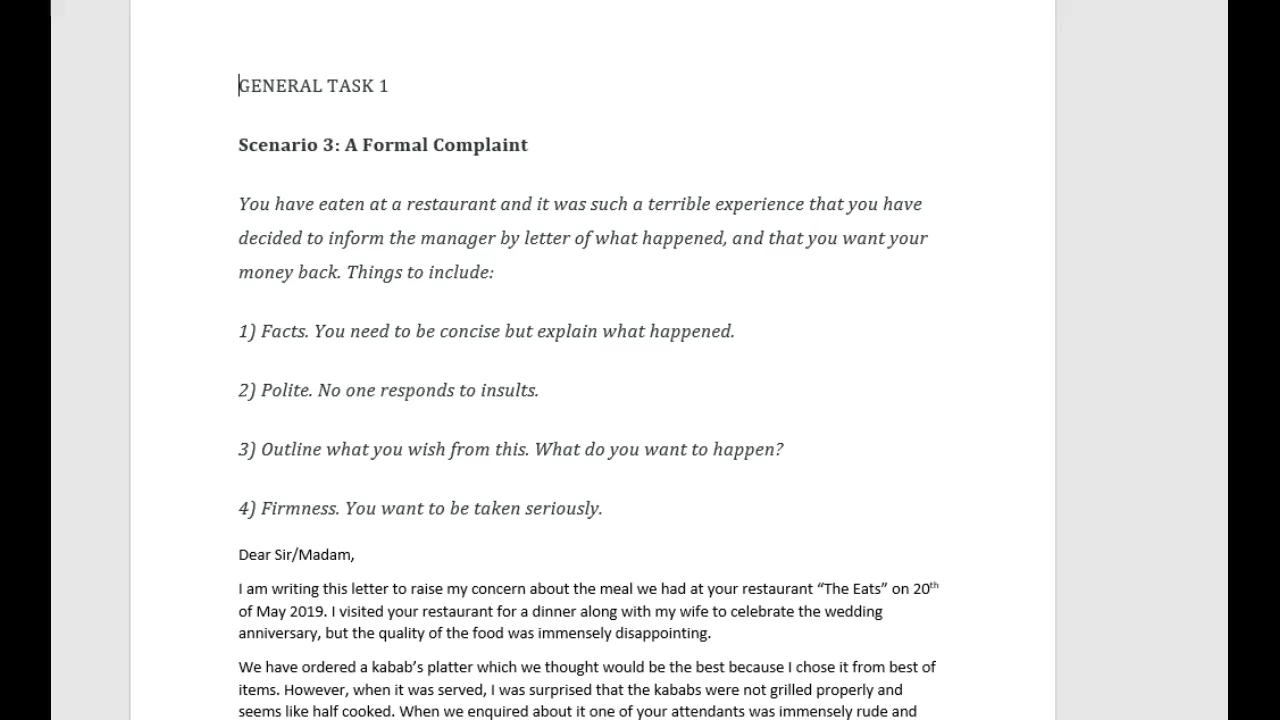 GENERAL TASK 1
Scenario 3: A Formal Complaint
You have eaten at a restaurant and it was such a terrible experience that you have
decided to inform the manager by letter of what happened, and that you want your
money back. Things to include:
1) Facts. You need to be concise but explain what happened.
2) Polite. No one responds to insults.
3) Outline what you wish from this. What do you want to happen?
4) Firmness. You want to be taken seriously.
Dear Sir/Madam,
I am writing this letter to raise my concern about the meal we had at your restaurant “The Eats” on 20th
of May 2019. I visited your restaurant for a dinner along with my wife to celebrate the wedding
anniversary, but the quality of the food was immensely disappointing.
We have ordered a kabab’s platter which we thought would be the best because I chose it from best of
items. However, when it was served, I was surprised that the kababs were not grilled properly and
seems like half cooked. When we enquired about it one of your attendants was immensely rude and